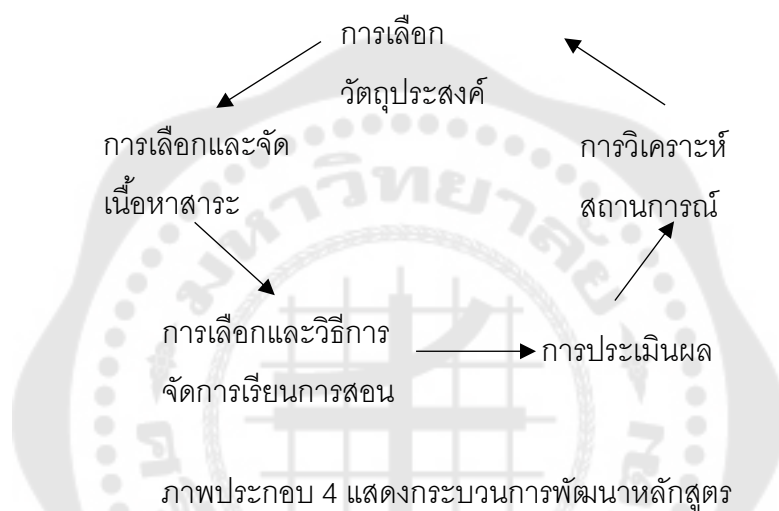 การเลือก
วัตถุประสงค์
การเลือกและจัด
เนื้อหาสาระ
การวิเคราะห์
สถานการณ์
การเลือกและวิธีการ
จัดการเรียนการสอน
การประเมินผล
ภาพประกอบ 4 แสดงกระบวนการพัฒนาหลักสูตร